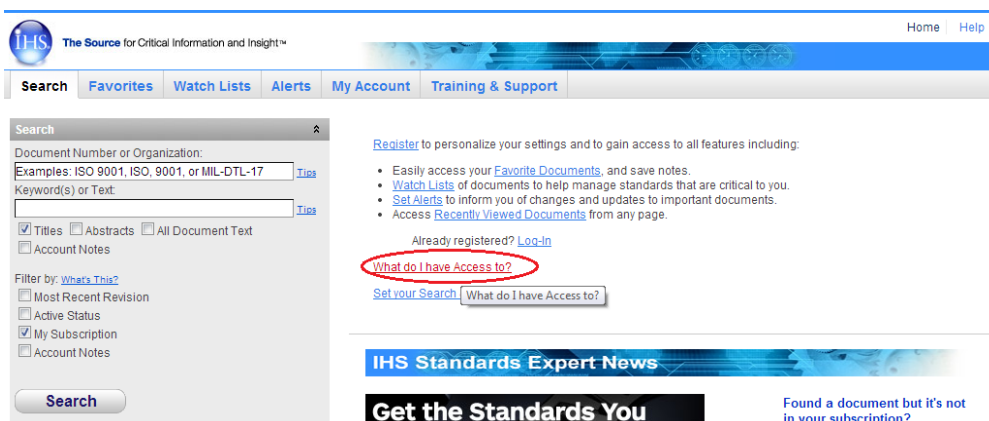 Home Help
IHS The Source for Critical Information and Insight™
Search Favorites Watch Lists Alerts My Account Training & Support
Search
Document Number or Organization:
Examples: ISO 9001, ISO, 9001, or MIL-DTL-17 Tips
Keyword(s) or Text:
Tips
Titles Abstracts All Document Text
Account Notes
Filter by: What's This?
Most Recent Revision
Active Status
My Subscription
Account Notes
Search
Register to personalize your settings and to gain access to all features including:
Easily access your Favorite Documents, and save notes.
Watch Lists of documents to help manage standards that are critical to you.
Set Alerts to inform you of changes and updates to important documents.
Access Recently Viewed Documents from any page.
Already registered? Log-In
What do I have Access to?
Set your Search
What do I have Access to?
IHS Standards Expert News
Get the Standards You
Found a document but it's not
in your subscription?